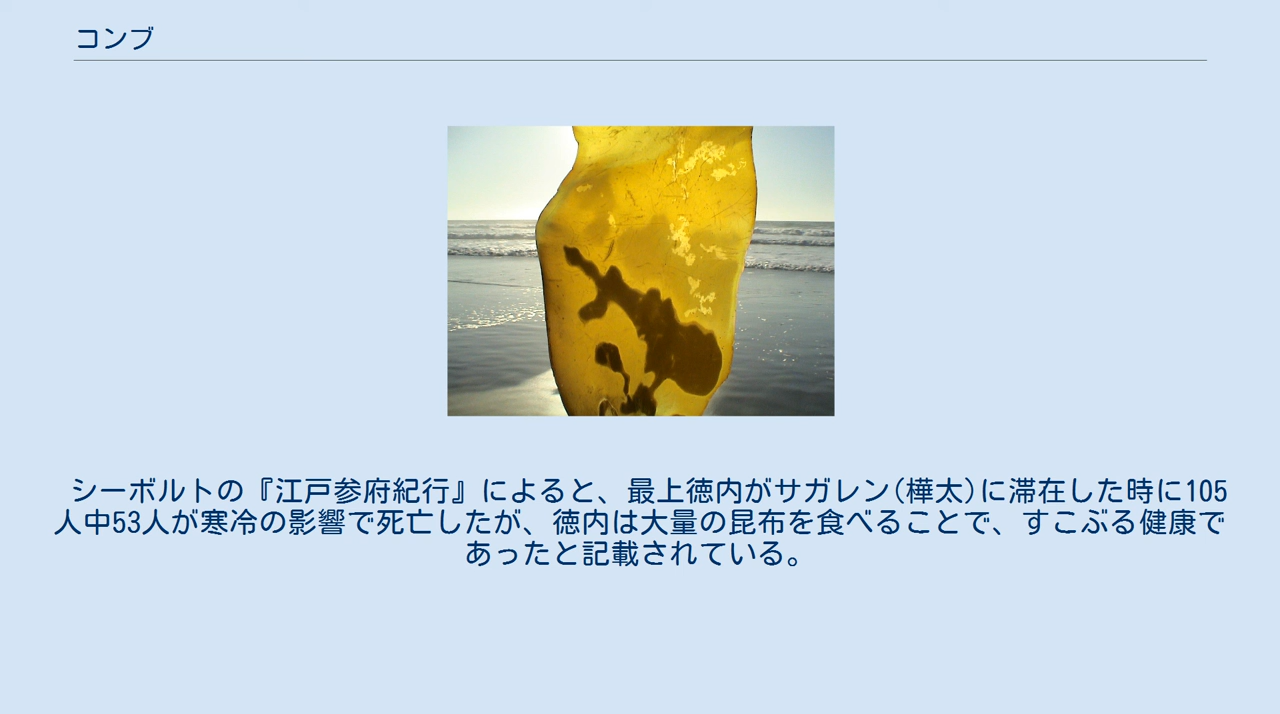 コンブ
シーボルトの『江戸参府紀行』によると、最上徳内がサガレン(樺太)に滞在した時に105
人中53人が寒冷の影響で死亡したが、徳内は大量の昆布を食べることで、すこぶる健康で
あったと記載されている。